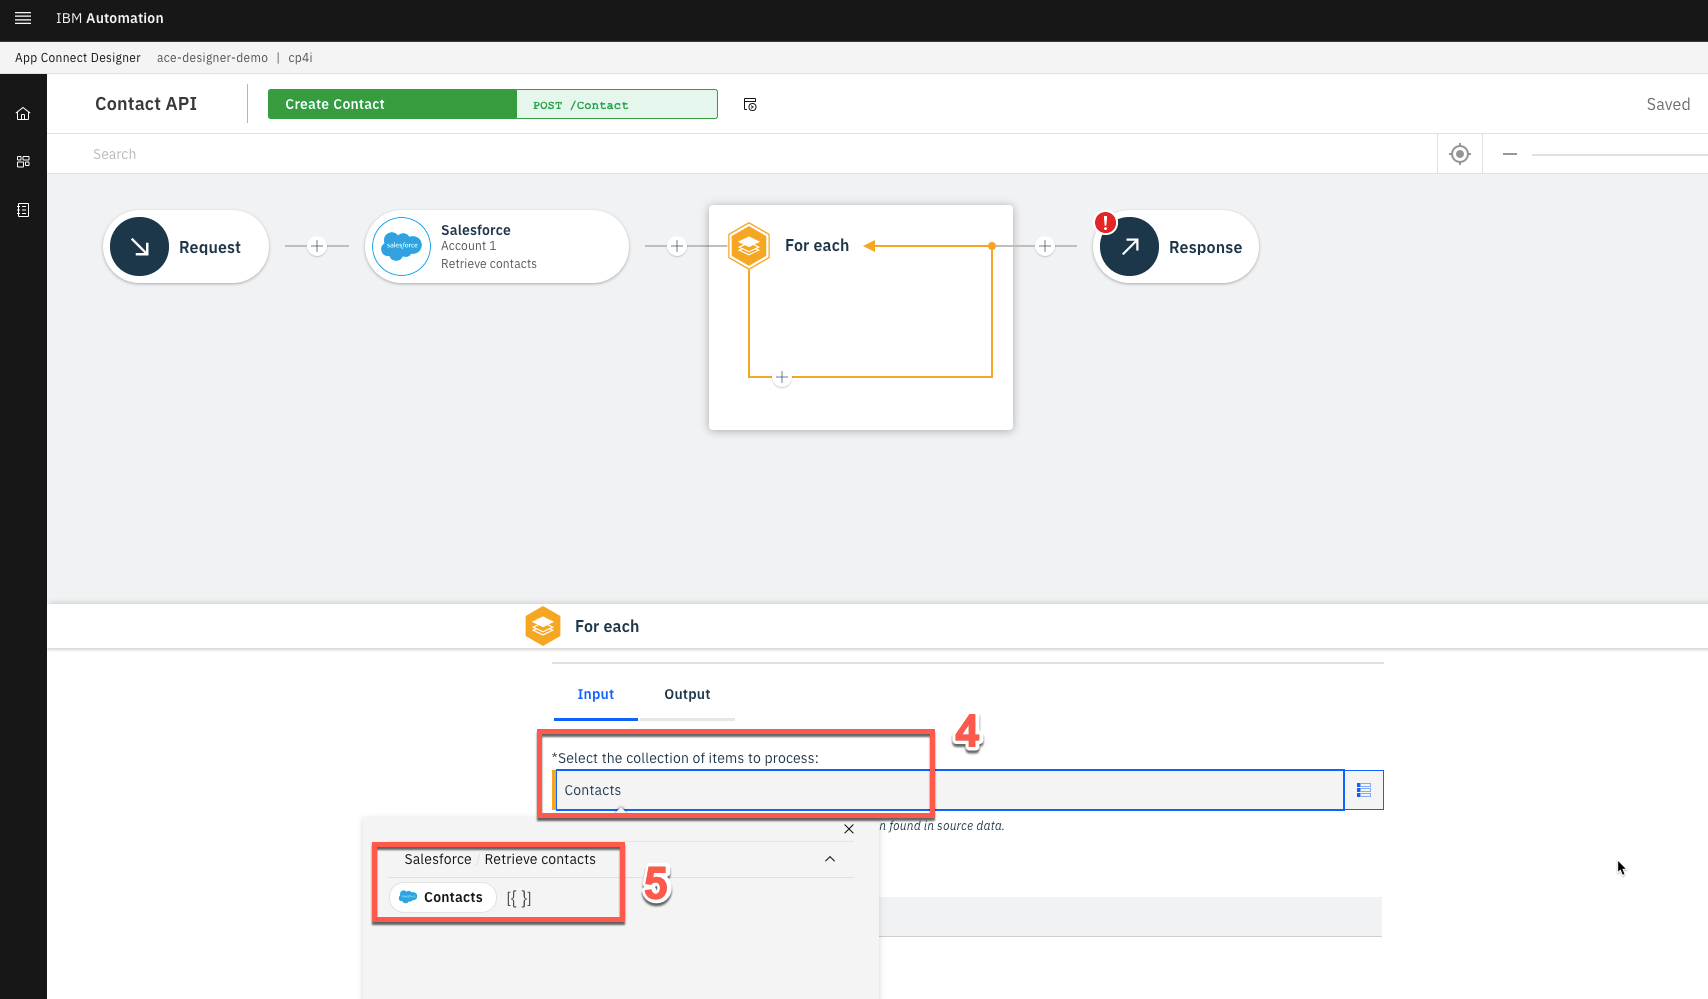 IBM Automation
App Connect Designer ace-designer-demo | cp4i
Contact API
Create Contact
POST /Contact
Saved
Search
Request
salesforce
Salesforce
Account 1
Retrieve contacts
For each
!
Response
For each
Input
Output
4
*Select the collection of items to process:
Contacts
n found in source data.
Salesforce / Retrieve contacts
5
Contacts [{ }]